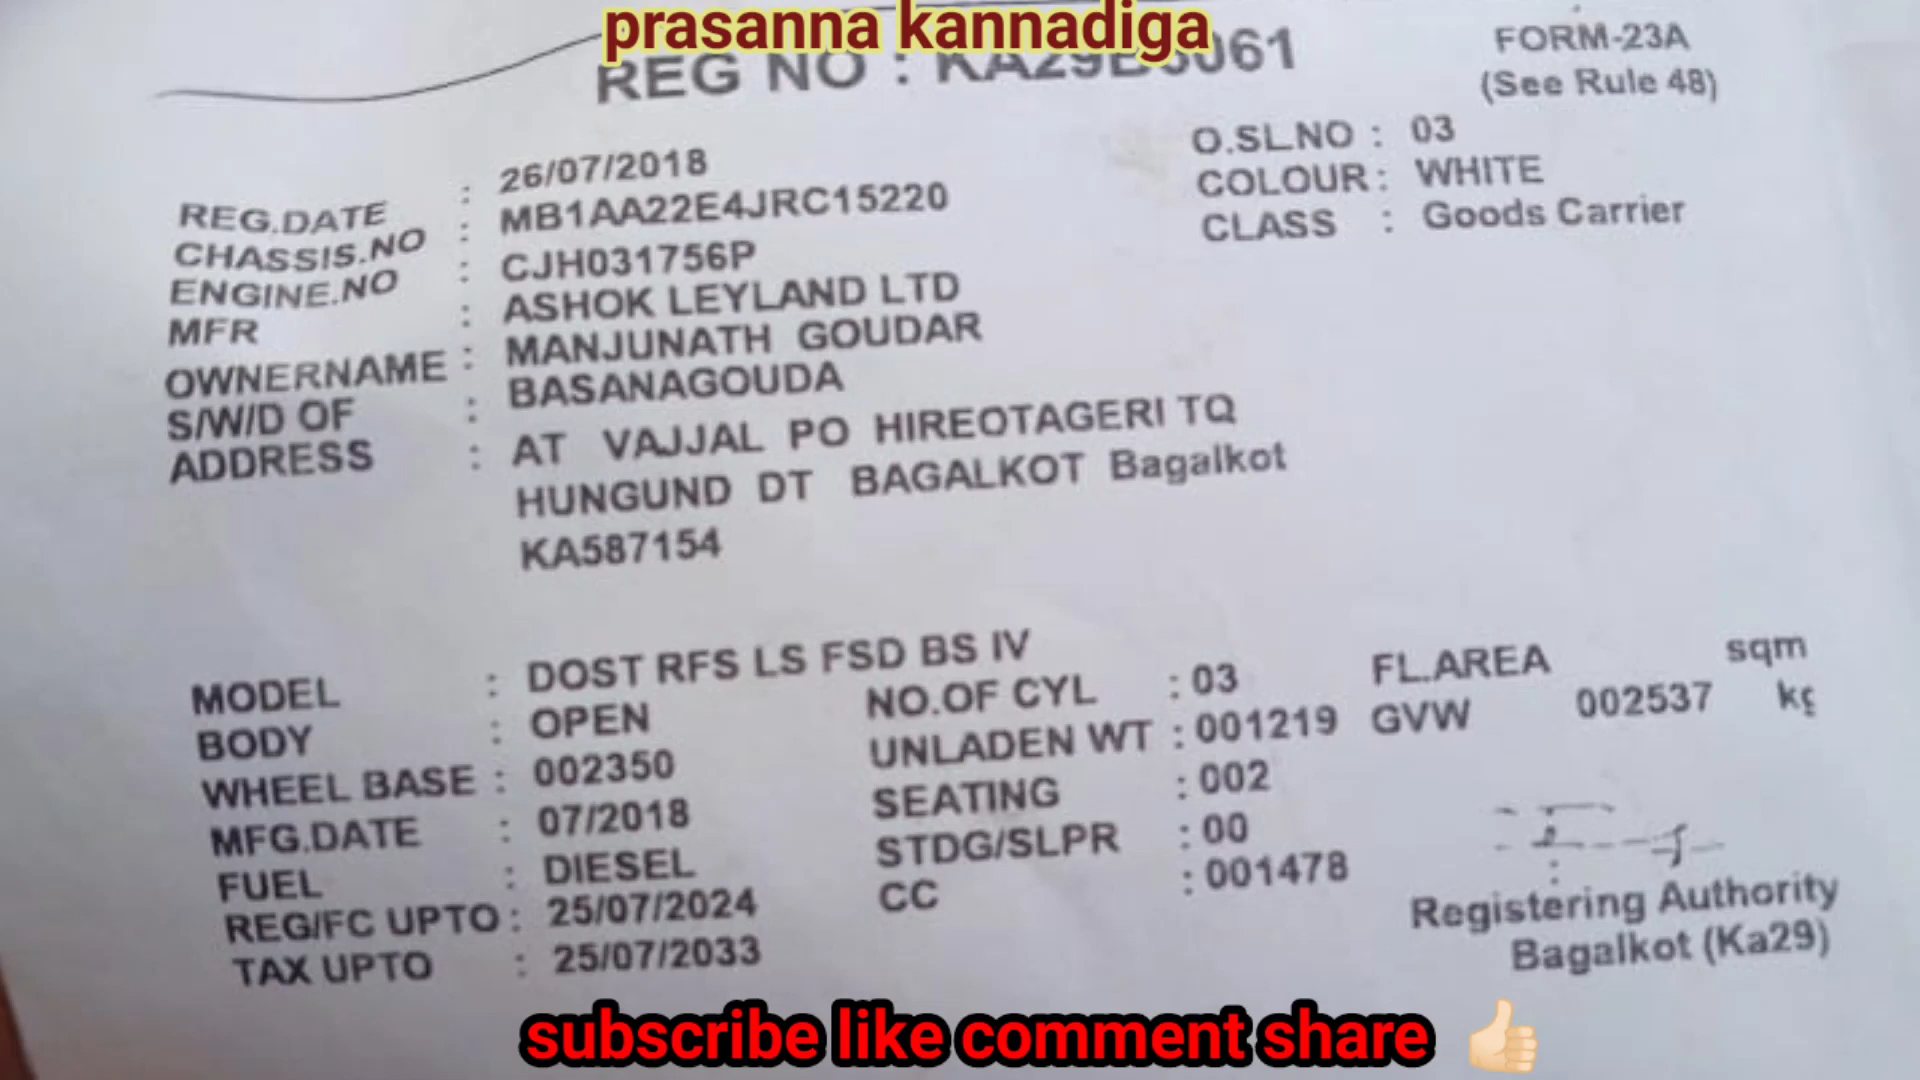 prasanna kannadiga
REG NO :
FORM-23A
(See Rule 48)
REG.DATE : 26/07/2018
O.SL.NO : 03
CHASSIS.NO : MB1AA22E4JRC15220
COLOUR : WHITE
ENGINE.NO : CJH031756P
CLASS : Goods Carrier
MFR : ASHOK LEYLAND LTD
OWNERNAME : MANJUNATH GOUDAR
S/W/D OF : BASANAGOUDA
ADDRESS : AT VAJJAL PO HIREOTAGERI TQ
HUNGUND DT BAGALKOT Bagalkot
KA587154
MODEL : DOST RFS LS FSD BS IV
BODY : OPEN
NO.OF CYL : 03
FL.AREA sqm
WHEEL BASE : 002350
UNLADEN WT : 001219
GVW 002537 kg
MFG.DATE : 07/2018
SEATING : 002
FUEL : DIESEL
STDG/SLPR : 00
REG/FC UPTO : 25/07/2024
CC : 001478
TAX UPTO : 25/07/2033
Registering Authority
Bagalkot (Ka29)
subscribe like comment share